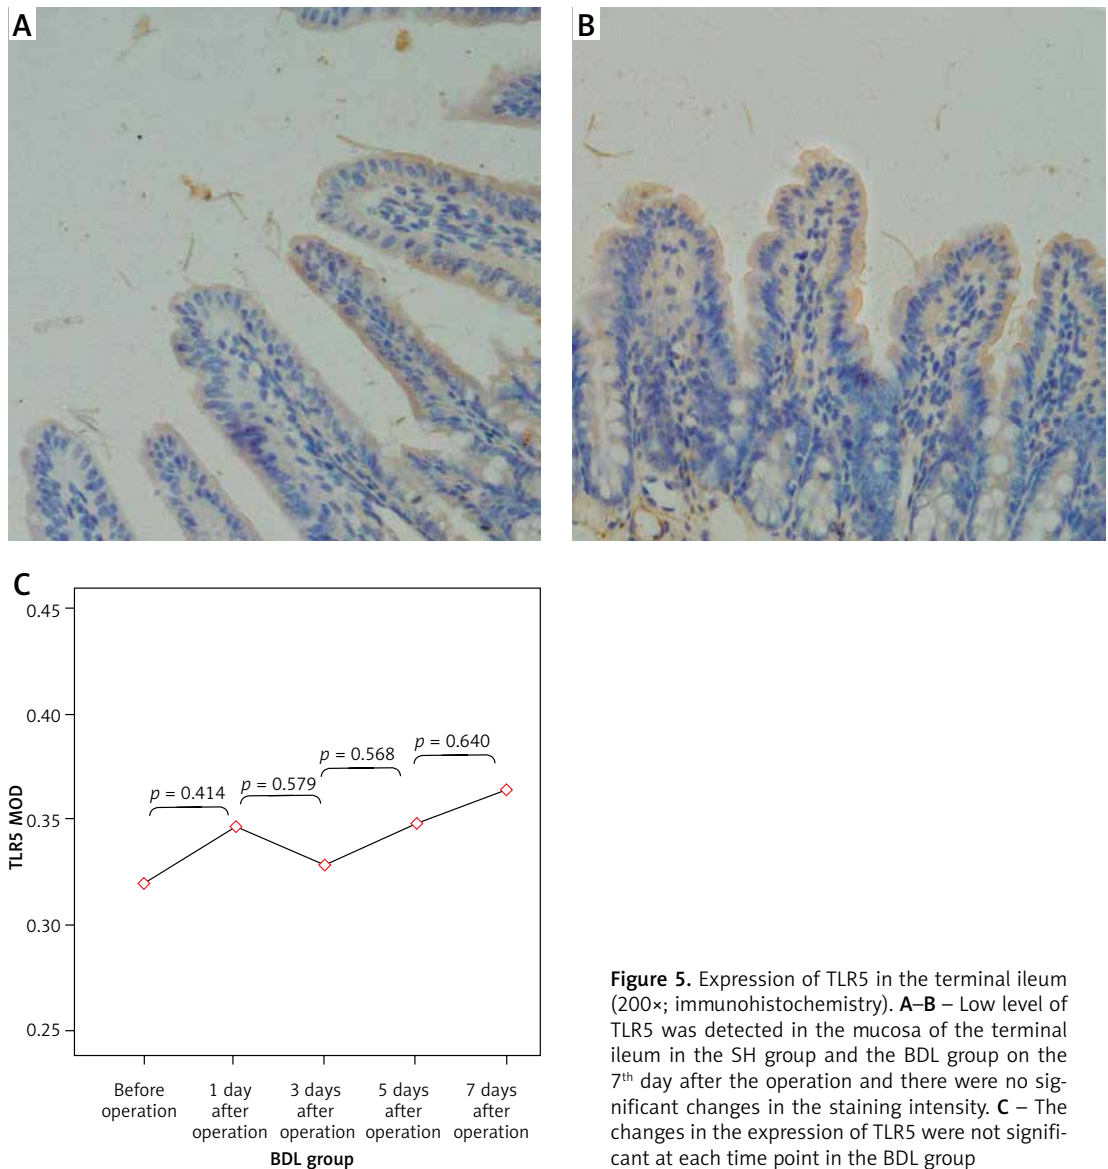 A
B
C
0.45
0.40
0.35
0.30
0.25
TLR5 MOD
p = 0.414
p = 0.579
p = 0.568
p = 0.640
Before
operation
1 day
after
operation
3 days
after
operation
5 days
after
operation
7 days
after
operation
BDL group
Figure 5. Expression of TLR5 in the terminal ileum
(200×; immunohistochemistry). A–B – Low level of
TLR5 was detected in the mucosa of the terminal
ileum in the SH group and the BDL group on the
7th day after the operation and there were no sig-
nificant changes in the staining intensity. C – The
changes in the expression of TLR5 were not signifi-
cant at each time point in the BDL group